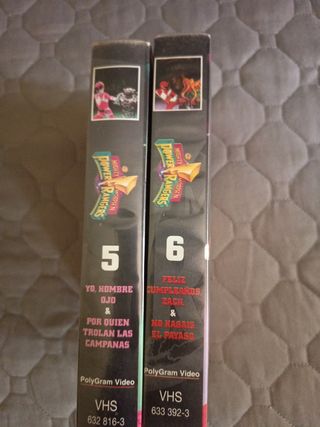 MIGHTY MORPHIN
POWER RANGERS
5
YO, HOMBRE
OJO
&
POR QUIEN
TROLAN LAS
CAMPANAS
PolyGram Video
VHS
632 816-3
MIGHTY MORPHIN
POWER RANGERS
6
FELIZ
CUMPLEAÑOS,
ZACK
&
NO HAGAIS
EL PAYASO
PolyGram Video
VHS
633 392-3